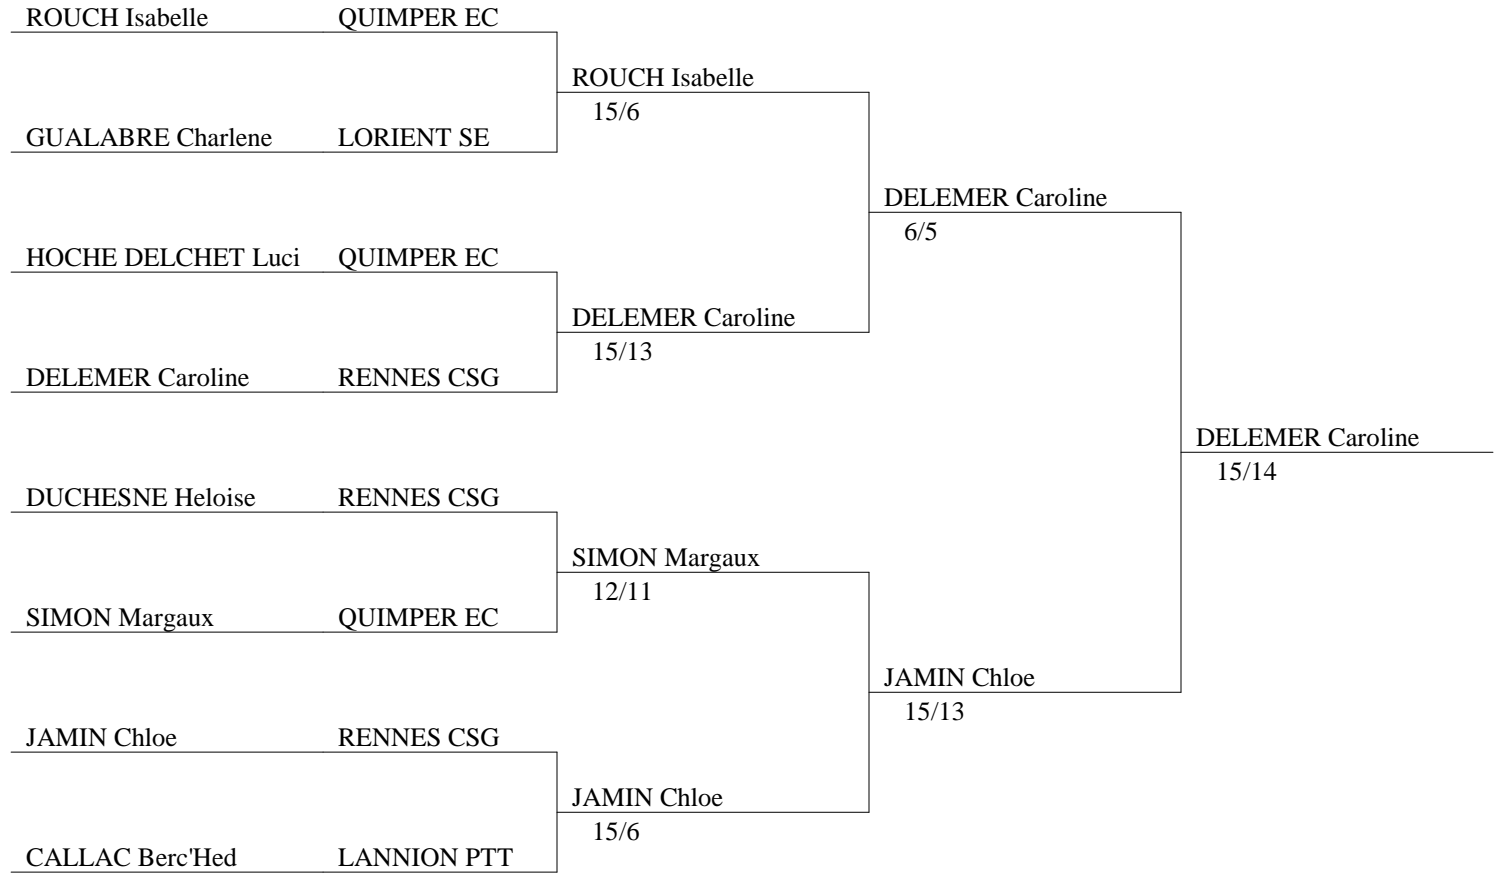 ROUCH Isabelle QUIMPER EC
ROUCH Isabelle
15/6
GUALABRE Charlene LORIENT SE
DELEMER Caroline
6/5
HOCHE DELCHET Luci QUIMPER EC
DELEMER Caroline
15/13
DELEMER Caroline RENNES CSG
DELEMER Caroline
15/14
DUCHESNE Heloise RENNES CSG
SIMON Margaux
12/11
SIMON Margaux QUIMPER EC
JAMIN Chloe
15/13
JAMIN Chloe RENNES CSG
JAMIN Chloe
15/6
CALLAC Berc'Hed LANNION PTT